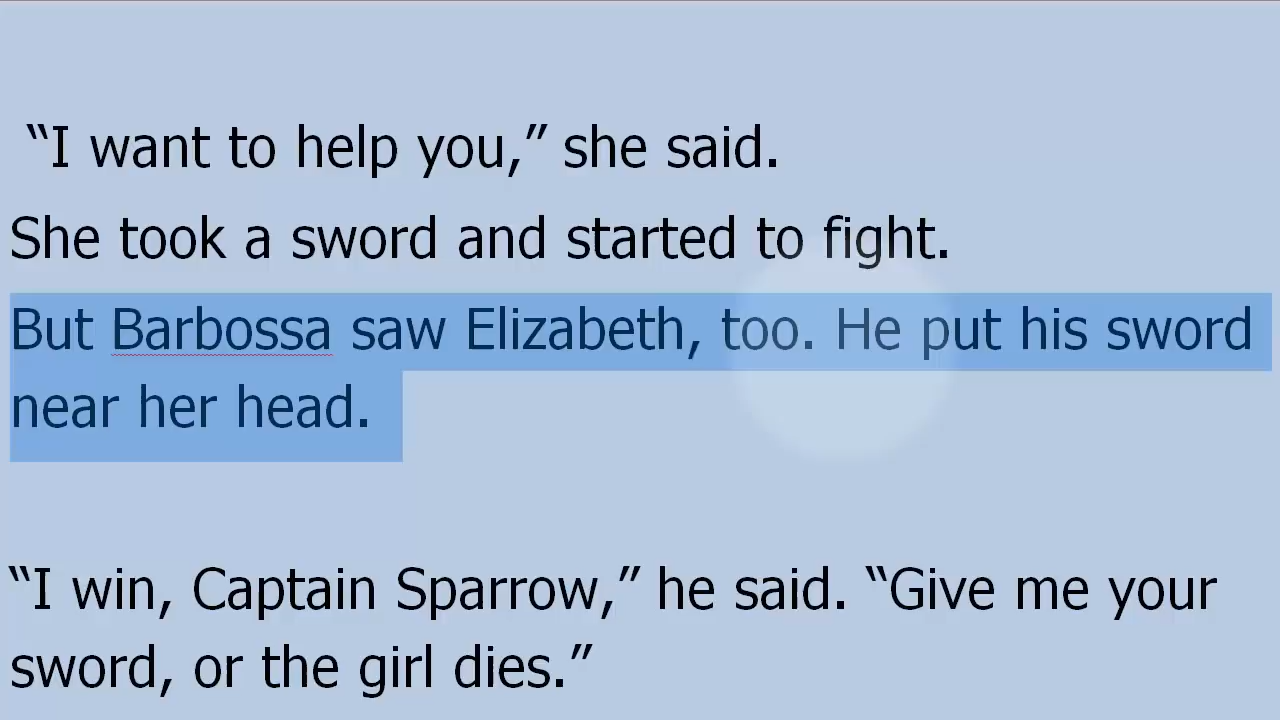 “I want to help you,” she said.
She took a sword and started to fight.
But Barbossa saw Elizabeth, too. He put his sword
near her head.
“I win, Captain Sparrow,” he said. “Give me your
sword, or the girl dies.”